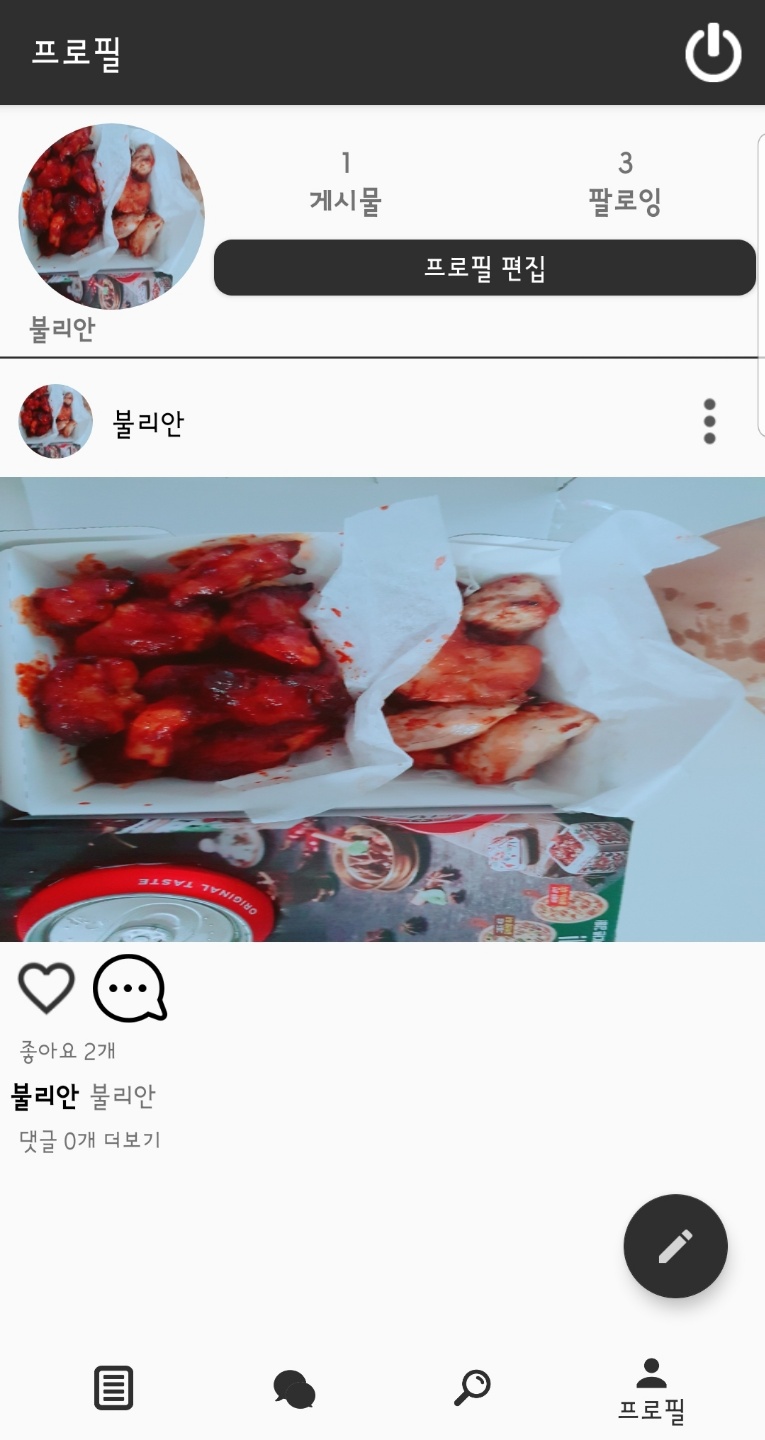 프로필
1
게시물
3
팔로잉
프로필 편집
불리안
불리안
ORIGINAL TASTE
좋아요 2개
불리안 불리안
댓글 0개 더보기
프로필